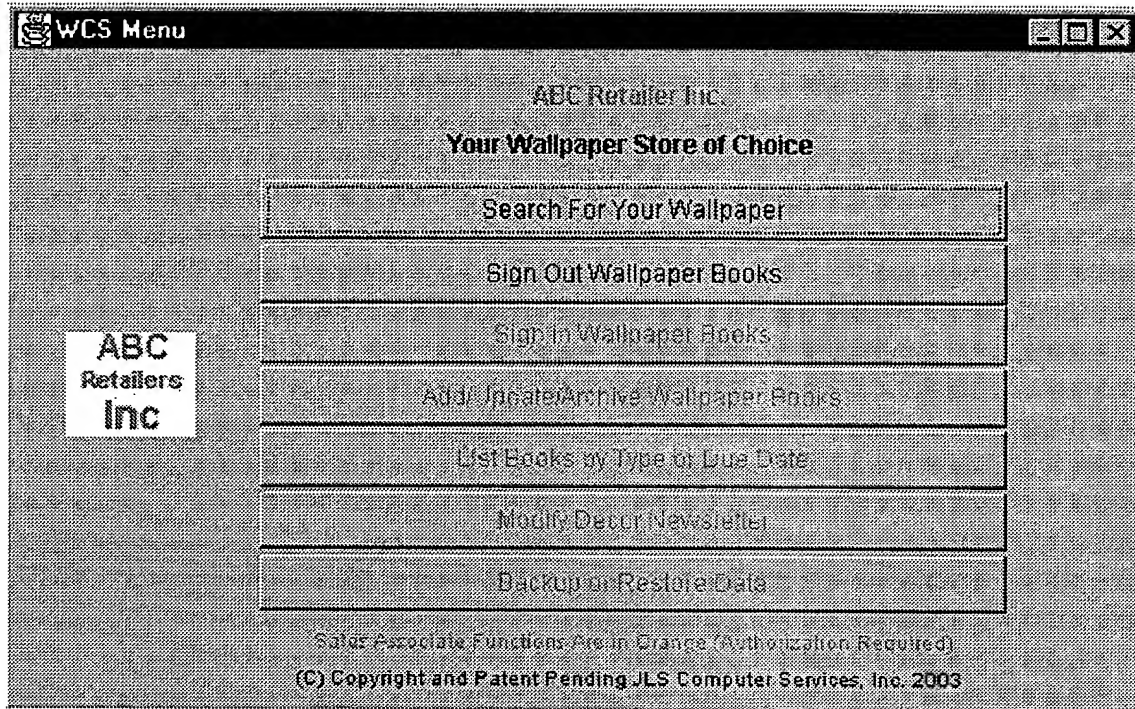 WCS Menu
ABC Retailer Inc.
Your Wallpaper Store of Choice
Search For Your Wallpaper
Sign Out Wallpaper Books
Sign In Wallpaper Books
ABC
Retailers
Inc
Add/Update/Archive Wallpaper Books
List Books by Type or Due Date
Modify Decor Newsletter
Backup or Restore Data
Sales Associate Functions Are in Orange (Authorization Required)
(C) Copyright and Patent Pending JLS Computer Services, Inc. 2003